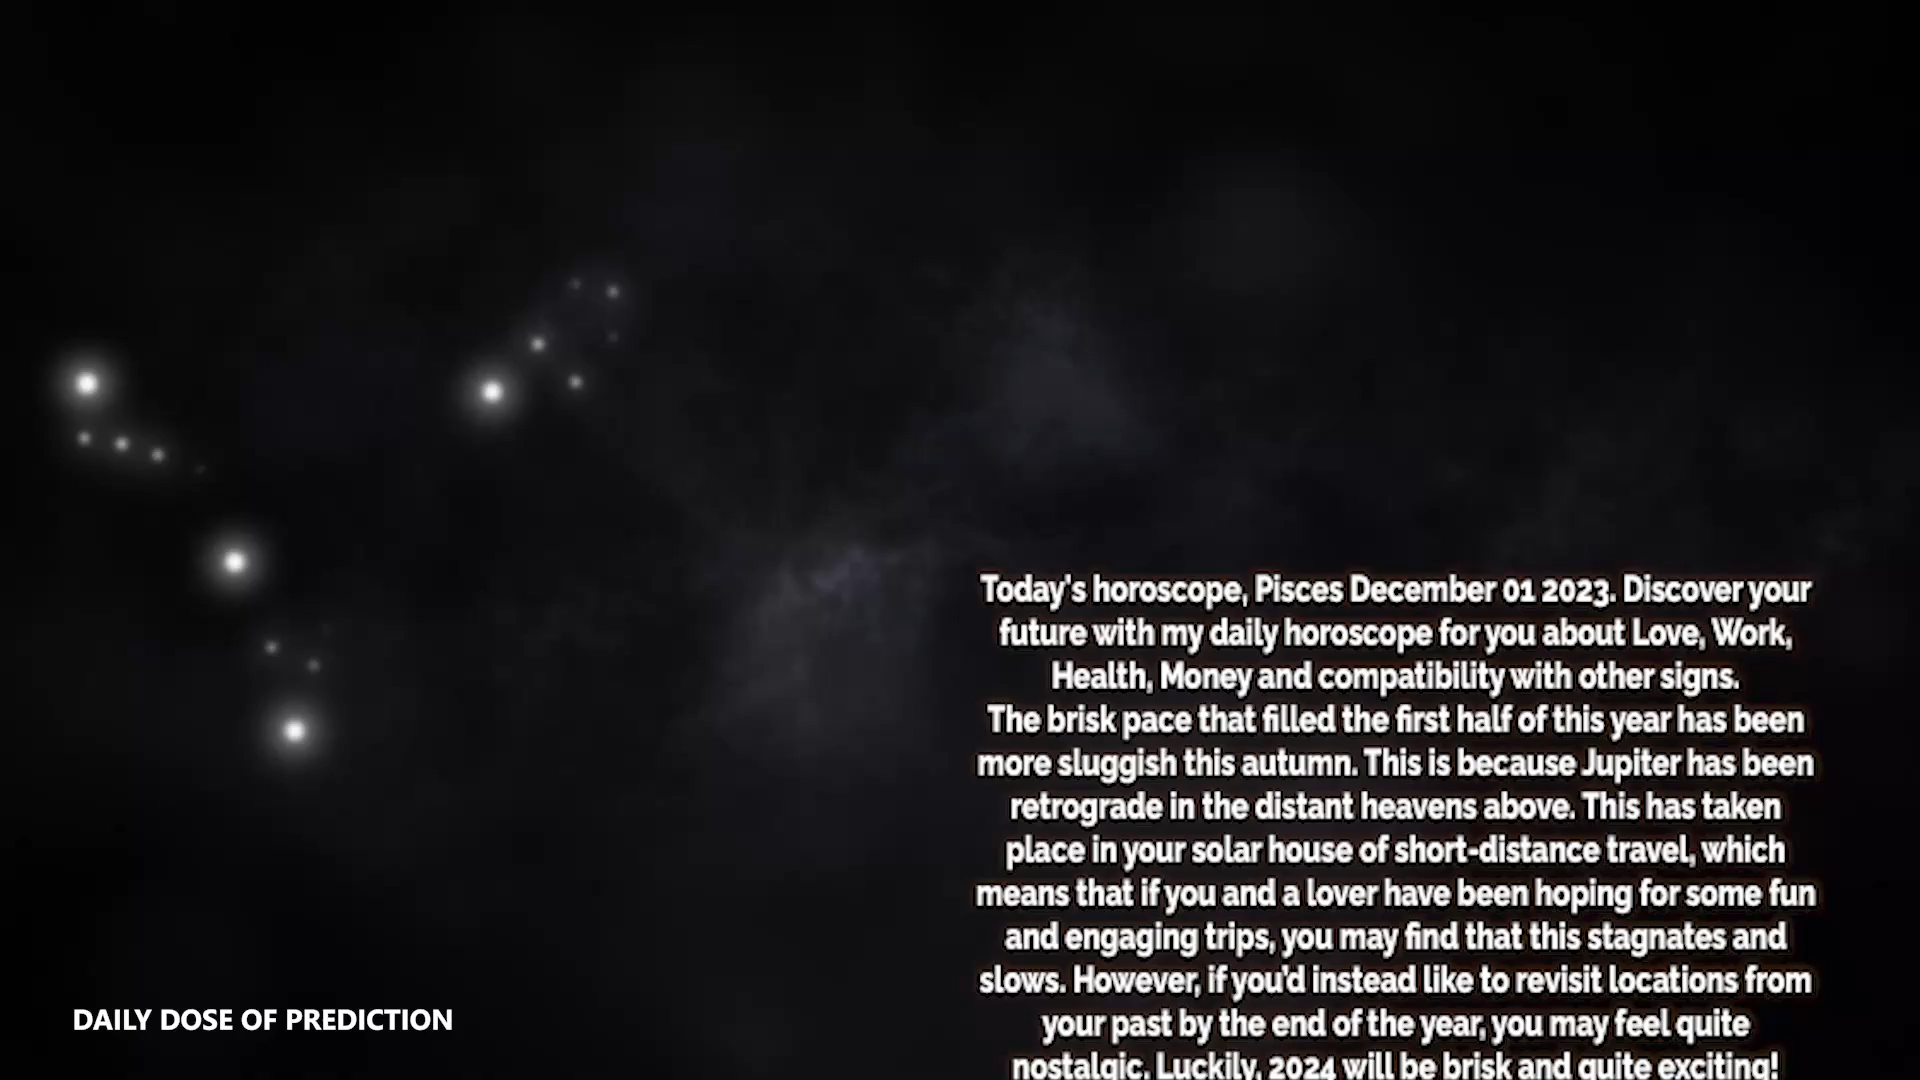 Today's horoscope, Pisces December 01 2023. Discover your
future with my daily horoscope for you about Love, Work,
Health, Money and compatibility with other signs.
The brisk pace that filled the first half of this year has been
more sluggish this autumn. This is because Jupiter has been
retrograde in the distant heavens above. This has taken
place in your solar house of short-distance travel, which
means that if you and a lover have been hoping for some fun
and engaging trips, you may find that this stagnates and
slows. However, if you'd instead like to revisit locations from
your past by the end of the year, you may feel quite
nostalgic. Luckily, 2024 will be brisk and quite exciting!
DAILY DOSE OF PREDICTION